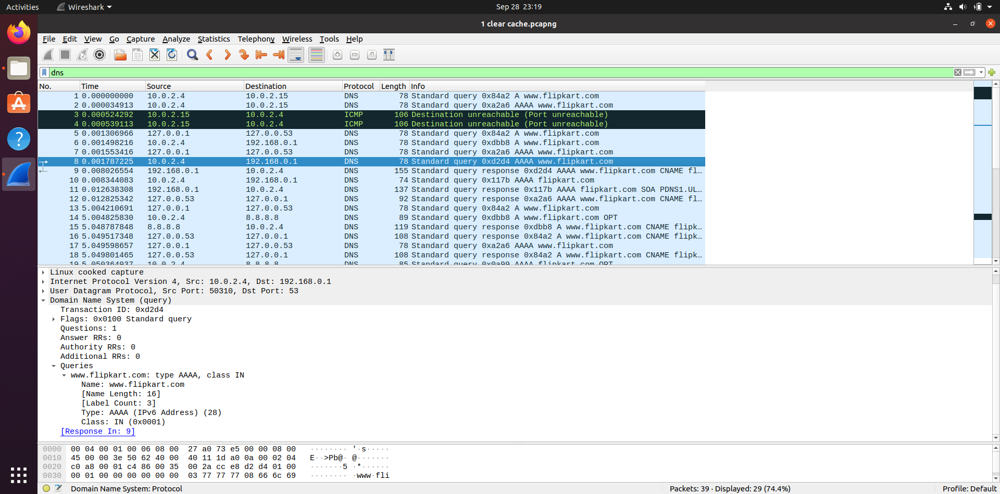 Activities Wireshark Sep 28 23:19
1 clear cache.pcapng
File Edit View Go Capture Analyze Statistics Telephony Wireless Tools Help
dns
No. Time Source Destination Protocol Length Info
1 0.000000000 10.0.2.4 10.0.2.15 DNS 78 Standard query 0x84a2 A www.flipkart.com
2 0.000034913 10.0.2.4 10.0.2.15 DNS 78 Standard query 0xa2a6 AAAA www.flipkart.com
3 0.000524292 10.0.2.15 10.0.2.4 ICMP 106 Destination unreachable (Port unreachable)
4 0.000539113 10.0.2.15 10.0.2.4 ICMP 106 Destination unreachable (Port unreachable)
5 0.001306966 127.0.0.1 127.0.0.53 DNS 78 Standard query 0x84a2 A www.flipkart.com
6 0.001498216 10.0.2.4 192.168.0.1 DNS 78 Standard query 0xdbb8 A www.flipkart.com
7 0.001553416 127.0.0.1 127.0.0.53 DNS 78 Standard query 0xa2a6 AAAA www.flipkart.com
8 0.001787225 10.0.2.4 192.168.0.1 DNS 78 Standard query 0xd2d4 AAAA www.flipkart.com
9 0.008026554 192.168.0.1 10.0.2.4 DNS 155 Standard query response 0xd2d4 AAAA www.flipkart.com CNAME fl…
10 0.008344083 10.0.2.4 192.168.0.1 DNS 74 Standard query 0x117b AAAA flipkart.com
11 0.012638308 192.168.0.1 10.0.2.4 DNS 137 Standard query response 0x117b AAAA flipkart.com SOA PDNS1.UL…
12 0.012825342 127.0.0.53 127.0.0.1 DNS 92 Standard query response 0xa2a6 AAAA www.flipkart.com CNAME fl…
13 5.004210691 127.0.0.1 127.0.0.53 DNS 78 Standard query 0x84a2 A www.flipkart.com
14 5.004825830 10.0.2.4 8.8.8.8 DNS 89 Standard query 0xdbb8 A www.flipkart.com OPT
15 5.048787848 8.8.8.8 10.0.2.4 DNS 119 Standard query response 0xdbb8 A www.flipkart.com CNAME flipk…
16 5.049517348 127.0.0.53 127.0.0.1 DNS 108 Standard query response 0x84a2 A www.flipkart.com CNAME flipk…
17 5.049598657 127.0.0.1 127.0.0.53 DNS 78 Standard query 0xa2a6 AAAA www.flipkart.com
18 5.049801465 127.0.0.53 127.0.0.1 DNS 108 Standard query response 0x84a2 A www.flipkart.com CNAME flipk…
19 5.050364937 10.0.2.4 8.8.8.8 DNS 85 Standard query 0x0a99 AAAA flipkart.com OPT
Linux cooked capture
Internet Protocol Version 4, Src: 10.0.2.4, Dst: 192.168.0.1
User Datagram Protocol, Src Port: 50310, Dst Port: 53
Domain Name System (query)
Transaction ID: 0xd2d4
Flags: 0x0100 Standard query
Questions: 1
Answer RRs: 0
Authority RRs: 0
Additional RRs: 0
Queries
www.flipkart.com: type AAAA, class IN
Name: www.flipkart.com
[Name Length: 16]
[Label Count: 3]
Type: AAAA (IPv6 Address) (28)
Class: IN (0x0001)
[Response In: 9]
0000 00 04 00 01 00 06 08 00 27 a0 73 e5 00 00 08 00 ········ '·s·····
0010 45 00 00 3e 50 62 40 00 40 11 1d a0 0a 00 02 04 E··>Pb@· @·······
0020 c0 a8 00 01 c4 86 00 35 00 2a cc e8 d2 d4 01 00 ·······5 ·*······
0030 00 01 00 00 00 00 00 00 03 77 77 77 08 66 6c 69 ········ ·www·fli
Domain Name System: Protocol Packets: 39 · Displayed: 29 (74.4%) Profile: Default